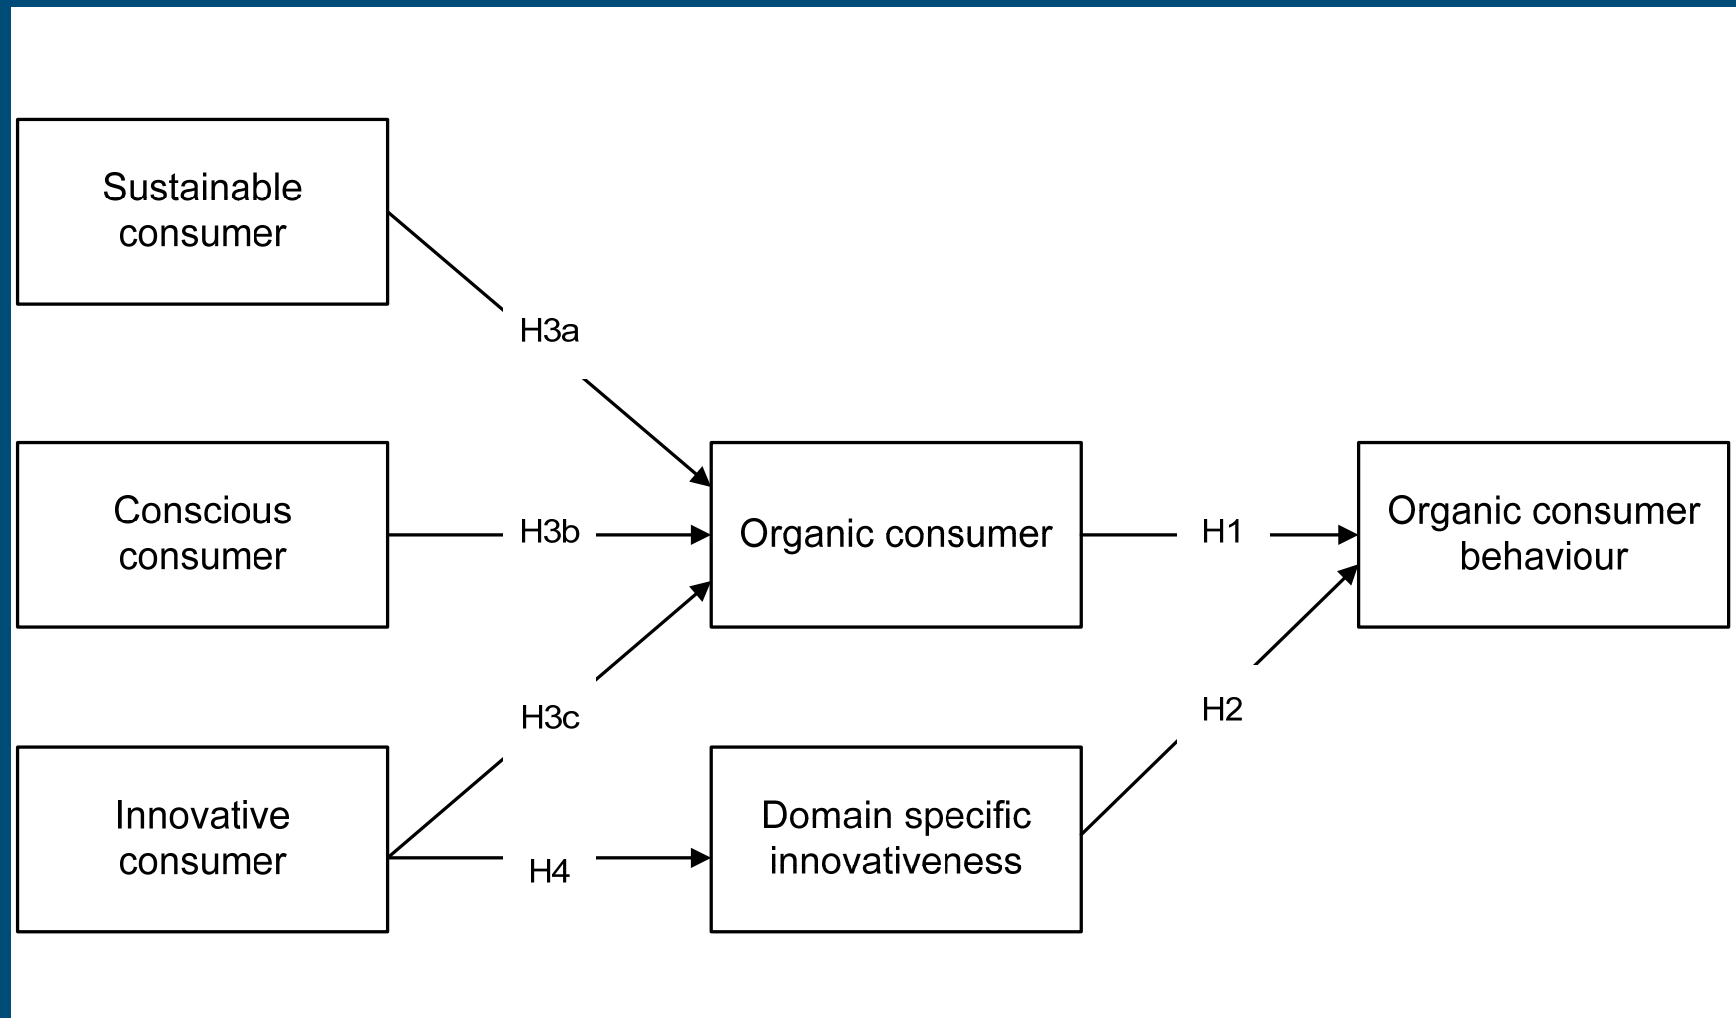 Sustainable
consumer
H3a
Conscious
consumer
H3b
Organic consumer
H1
Organic consumer
behaviour
H3c
H2
Innovative
consumer
H4
Domain specific
innovativeness